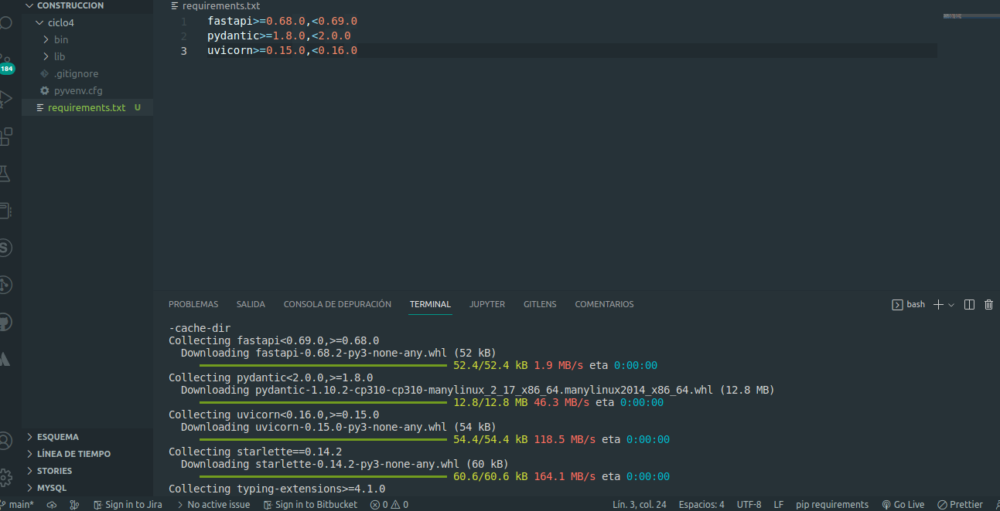 CONSTRUCCION
ciclo4
bin
lib
.gitignore
pyvenv.cfg
requirements.txt U
184
ESQUEMA
LÍNEA DE TIEMPO
STORIES
MYSQL
requirements.txt
1 fastapi>=0.68.0,<0.69.0
2 pydantic>=1.8.0,<2.0.0
3 uvicorn>=0.15.0,<0.16.0
PROBLEMAS SALIDA CONSOLA DE DEPURACIÓN TERMINAL JUPYTER GITLENS COMENTARIOS bash
-cache-dir
Collecting fastapi<0.69.0,>=0.68.0
Downloading fastapi-0.68.2-py3-none-any.whl (52 kB)
52.4/52.4 kB 1.9 MB/s eta 0:00:00
Collecting pydantic<2.0.0,>=1.8.0
Downloading pydantic-1.10.2-cp310-cp310-manylinux_2_17_x86_64.manylinux2014_x86_64.whl (12.8 MB)
12.8/12.8 MB 46.3 MB/s eta 0:00:00
Collecting uvicorn<0.16.0,>=0.15.0
Downloading uvicorn-0.15.0-py3-none-any.whl (54 kB)
54.4/54.4 kB 118.5 MB/s eta 0:00:00
Collecting starlette==0.14.2
Downloading starlette-0.14.2-py3-none-any.whl (60 kB)
60.6/60.6 kB 164.1 MB/s eta 0:00:00
Collecting typing-extensions>=4.1.0
main* Sign in to Jira No active issue Sign in to Bitbucket 0 0 Lín. 3, col. 24 Espacios: 4 UTF-8 LF pip requirements Go Live Prettier